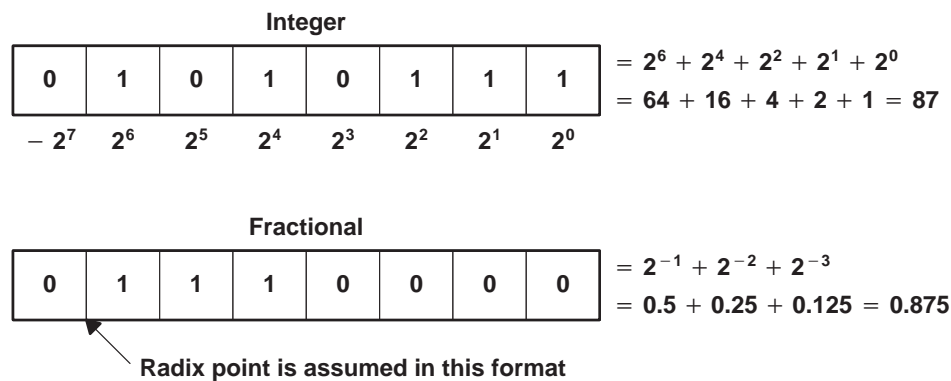 Integer
0 1 0 1 0 1 1 1
= 2⁶ + 2⁴ + 2² + 2¹ + 2⁰
= 64 + 16 + 4 + 2 + 1 = 87
− 2⁷ 2⁶ 2⁵ 2⁴ 2³ 2² 2¹ 2⁰
Fractional
0 1 1 1 0 0 0 0
= 2⁻¹ + 2⁻² + 2⁻³
= 0.5 + 0.25 + 0.125 = 0.875
Radix point is assumed in this format